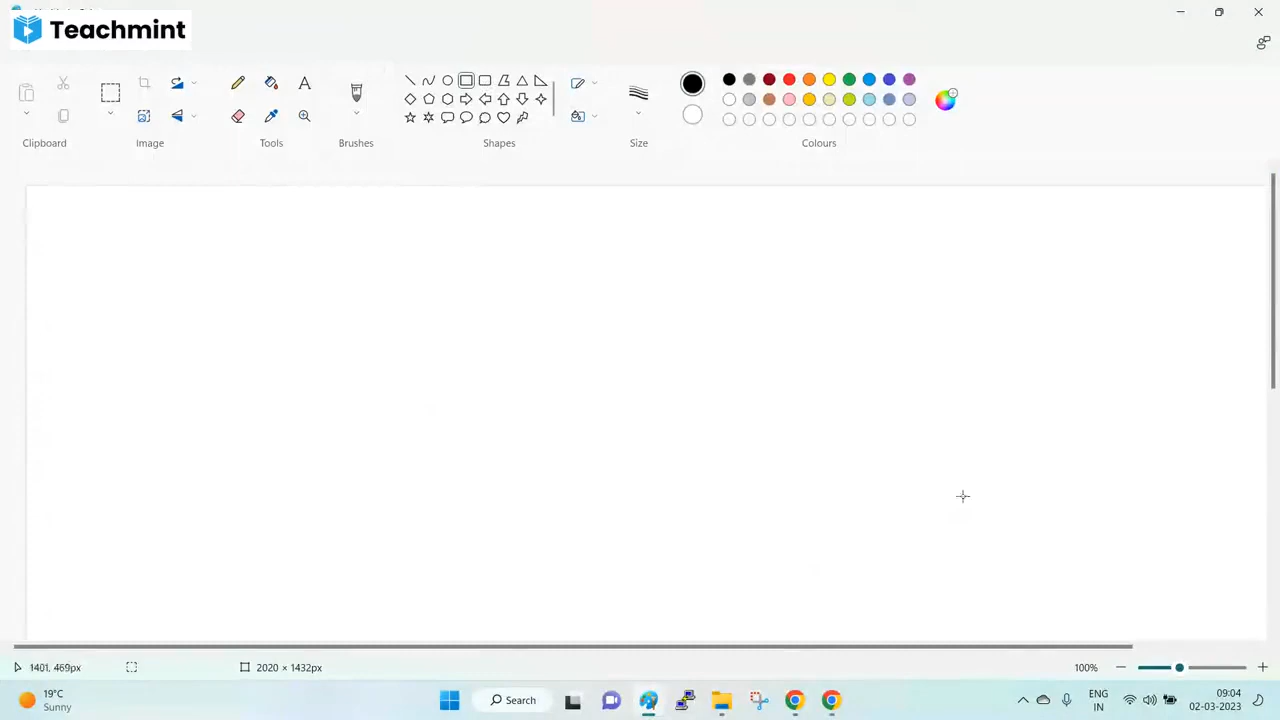 Teachmint
Clipboard
Image
Tools
Brushes
Shapes
Size
Colours
1401, 469px
2020 × 1432px
100%
19°C
Sunny
Search
ENG
IN
09:04
02-03-2023